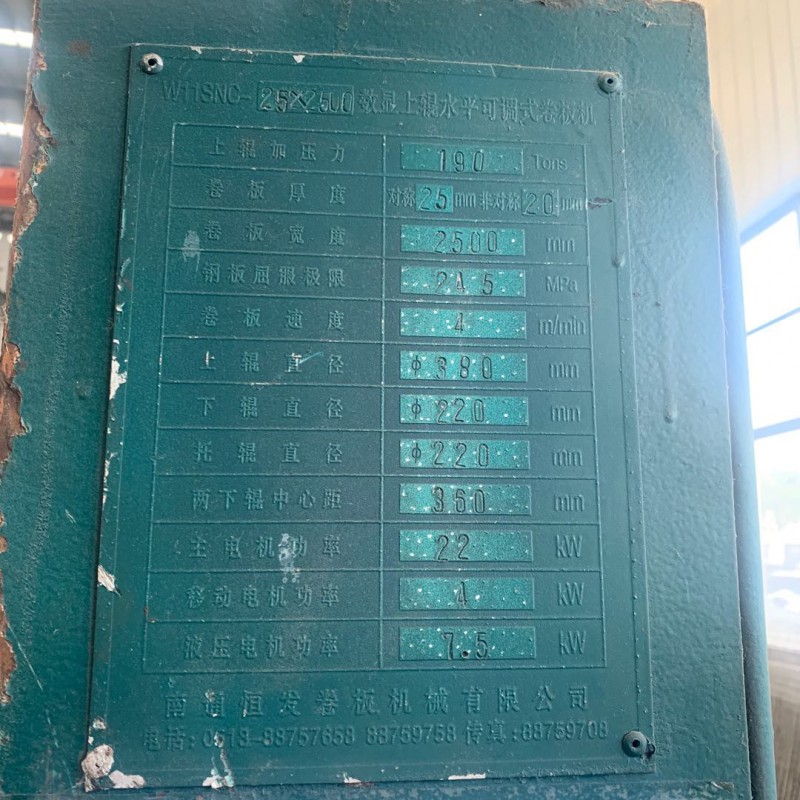 W11SNC-25×2500数显上辊水平可调式卷板机
上辊加压力 190 Tons
卷板厚度 对称25mm非对称20mm
卷板宽度 2500 mm
钢板屈服极限 245 MPa
卷板速度 4 m/min
上辊直径 φ380 mm
下辊直径 φ220 mm
托辊直径 φ220 mm
两下辊中心距 360 mm
主电机功率 22 kW
移动电机功率 4 kW
液压电机功率 7.5 kW
南通恒发卷板机械有限公司
电话:0513-88757658 88759758 传真:88759708